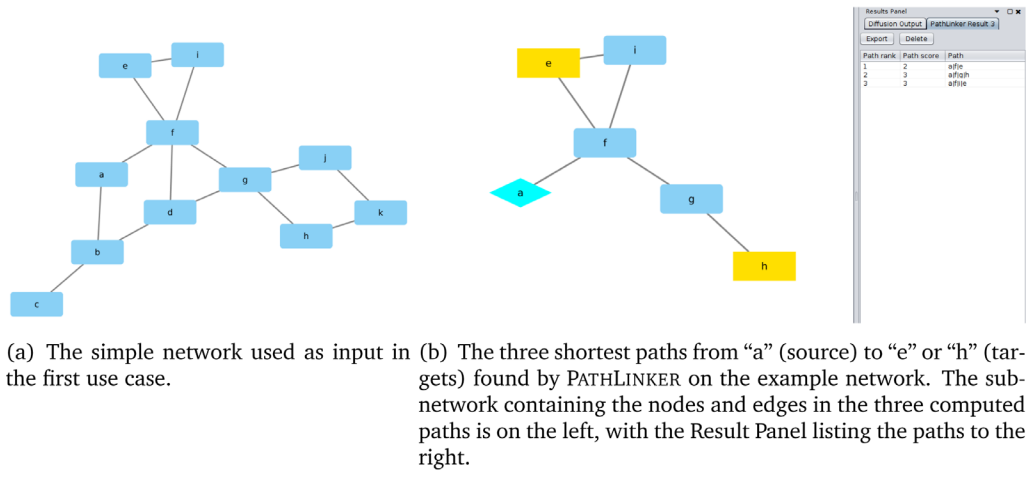 e
i
f
a
j
g
d
k
h
b
c
e
i
f
a
g
h
Results Panel
Diffusion Output PathLinker Result 3
Export Delete
Path rank Path score Path
1 2 a|f|e
2 3 a|f|g|h
3 3 a|f|i|e
(a) The simple network used as input in
the first use case.
(b) The three shortest paths from “a” (source) to “e” or “h” (tar-
gets) found by PATHLINKER on the example network. The sub-
network containing the nodes and edges in the three computed
paths is on the left, with the Result Panel listing the paths to the
right.